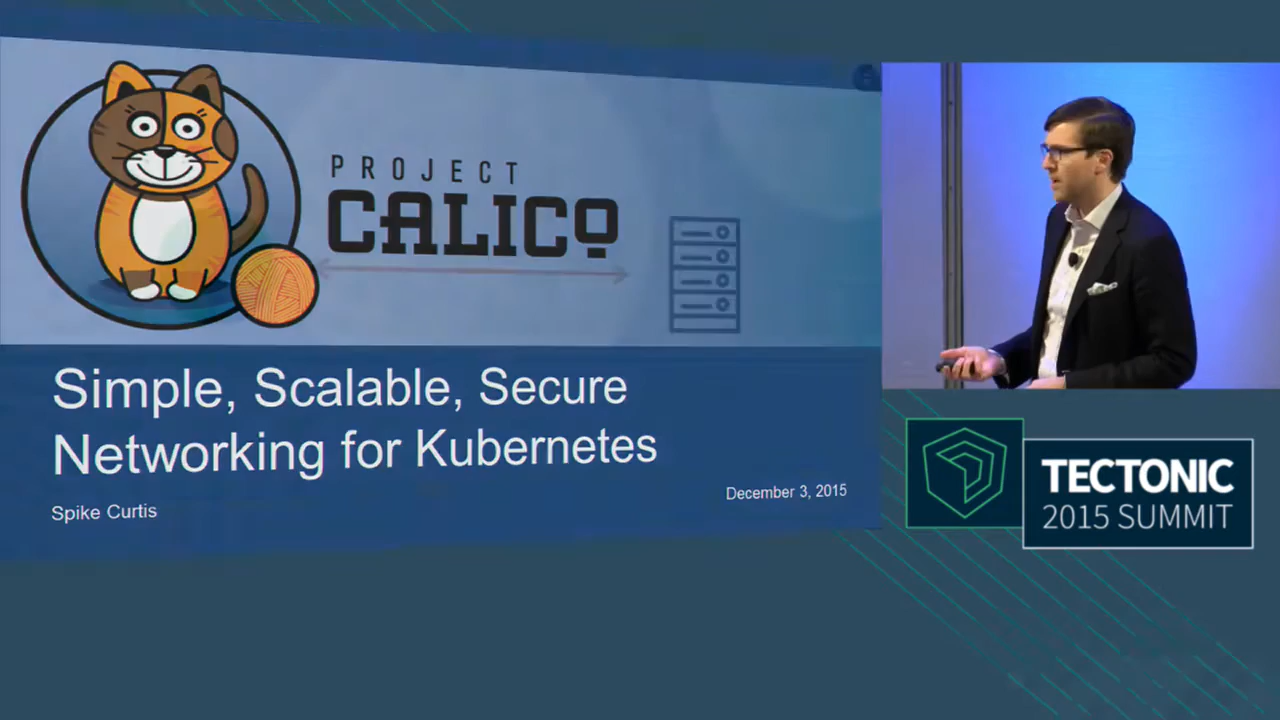 PROJECT
CALICO
Simple, Scalable, Secure
Networking for Kubernetes
Spike Curtis
December 3, 2015
TECTONIC
2015 SUMMIT